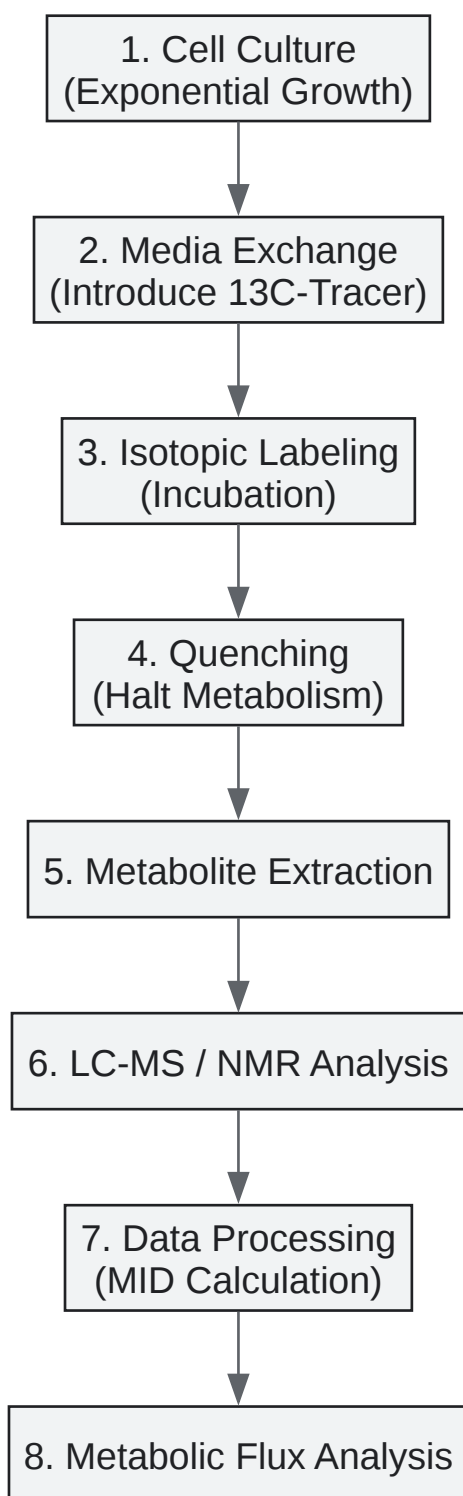 1. Cell Culture
(Exponential Growth)
2. Media Exchange
(Introduce 13C-Tracer)
3. Isotopic Labeling
(Incubation)
4. Quenching
(Halt Metabolism)
5. Metabolite Extraction
6. LC-MS / NMR Analysis
7. Data Processing
(MID Calculation)
8. Metabolic Flux Analysis